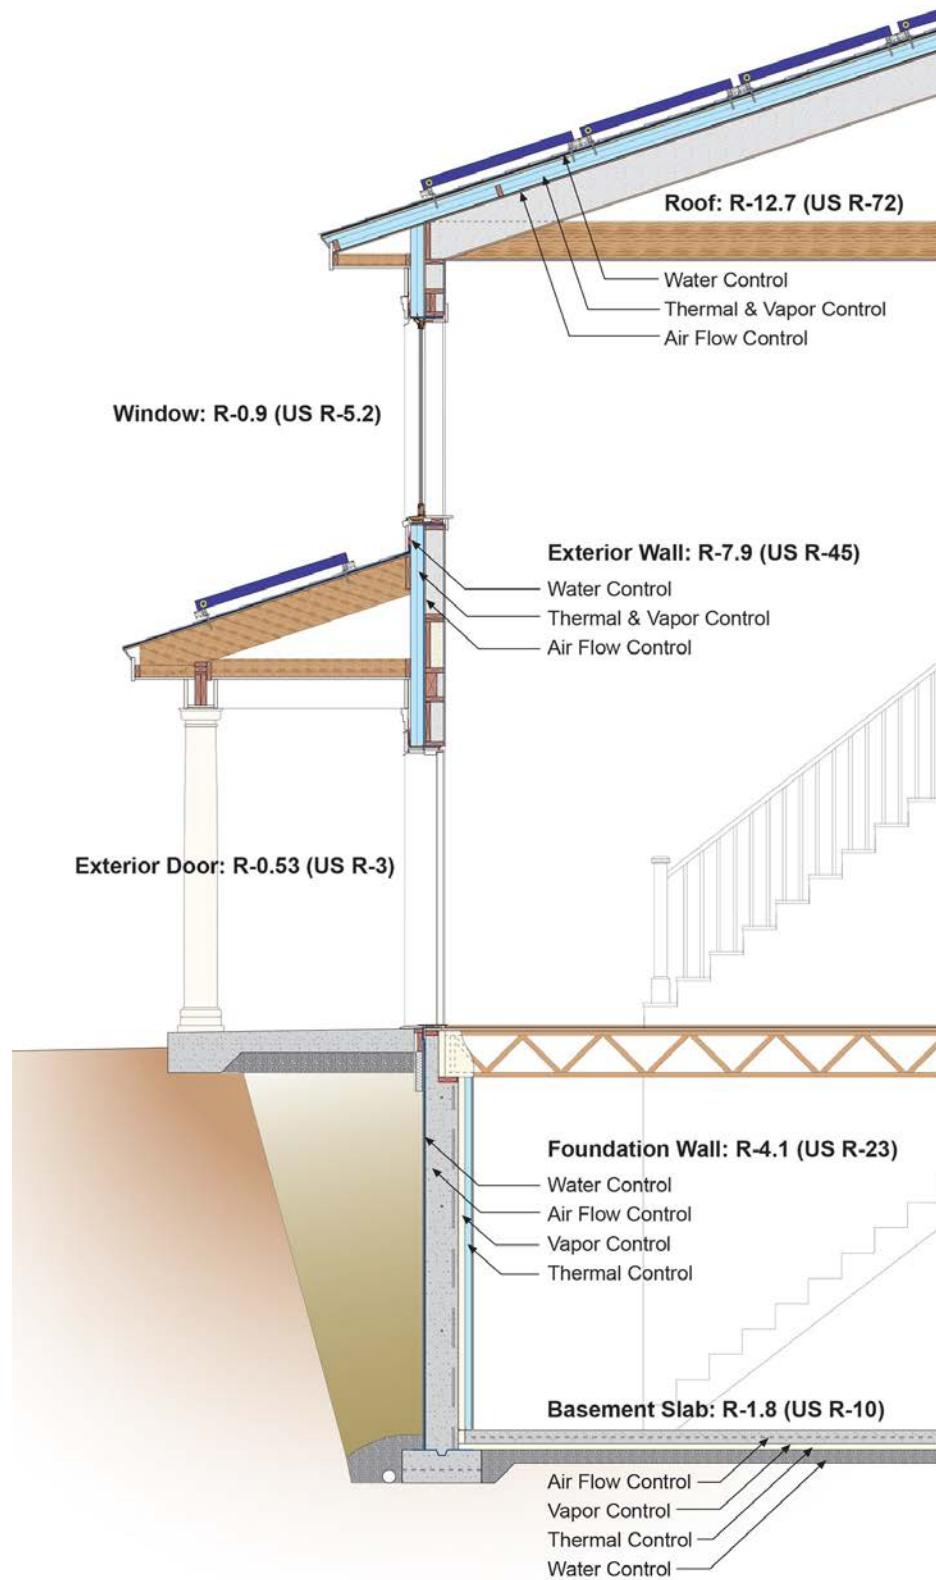 Roof: R-12.7 (US R-72)
Water Control
Thermal & Vapor Control
Air Flow Control
Window: R-0.9 (US R-5.2)
Exterior Wall: R-7.9 (US R-45)
Water Control
Thermal & Vapor Control
Air Flow Control
Exterior Door: R-0.53 (US R-3)
Foundation Wall: R-4.1 (US R-23)
Water Control
Air Flow Control
Vapor Control
Thermal Control
Basement Slab: R-1.8 (US R-10)
Air Flow Control
Vapor Control
Thermal Control
Water Control